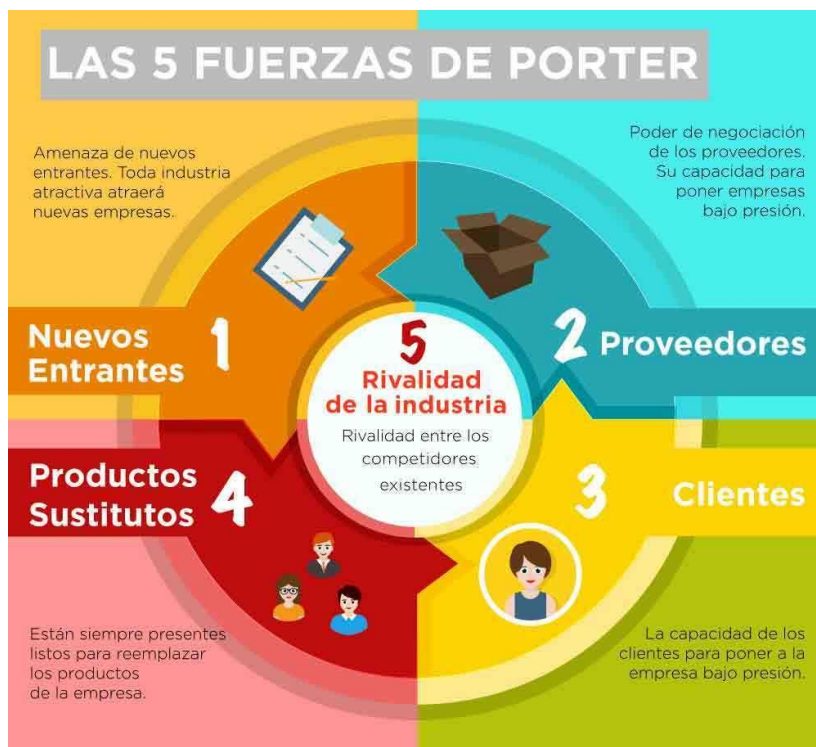 LAS 5 FUERZAS DE PORTER
Amenaza de nuevos
entrantes. Toda industria
atractiva atraerá
nuevas empresas.
Poder de negociación
de los proveedores.
Su capacidad para
poner empresas
bajo presión.
Nuevos
Entrantes
1
2 Proveedores
5
Rivalidad
de la industria
Rivalidad entre los
competidores
existentes
Productos
Sustitutos
4
3 Clientes
Están siempre presentes
listos para reemplazar
los productos
de la empresa.
La capacidad de los
clientes para poner a la
empresa bajo presión.